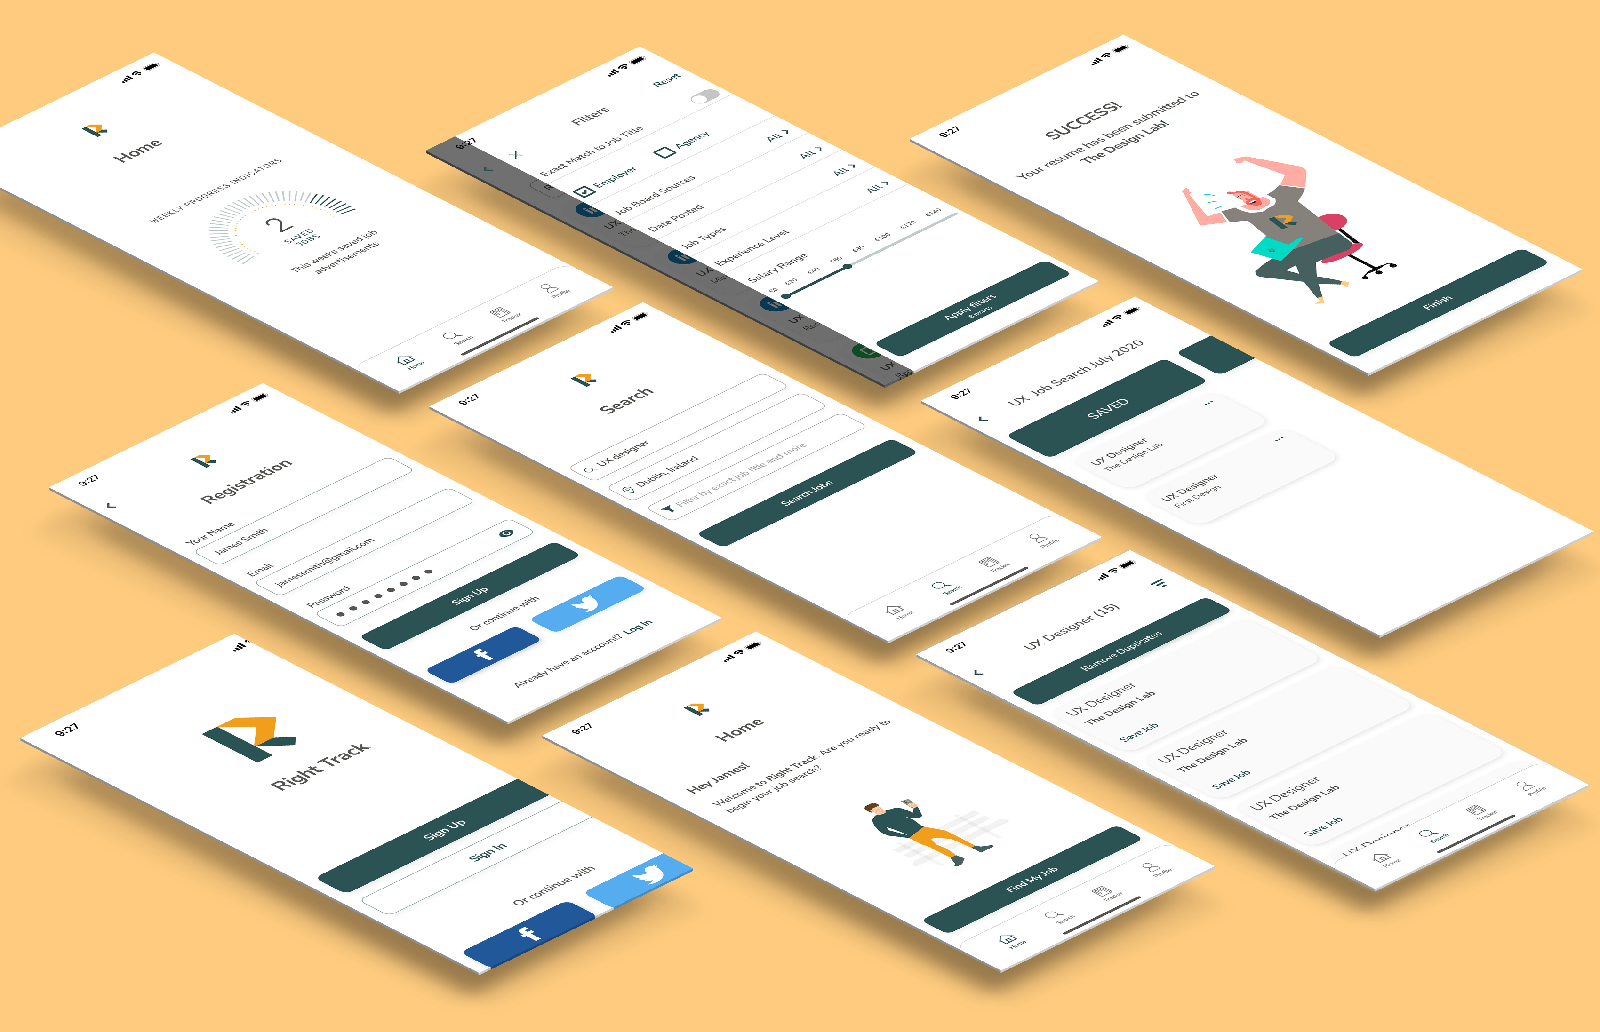 Home
WEEKLY PROGRESS INDICATORS
2
SAVED
JOBS
This week saved job
advertisements
Home
Search
Tracker
Profile
9:27
Reset
Filters
Exact Match to Job Title
Employer
Agency
Job Board Sources
All >
Date Posted
All >
Job Types
All >
Experience Level
All >
Salary Range
Apply filters
9:27
SUCCESS!
Your resume has been submitted to
The Design Lab!
Finish
9:27
Registration
Your Name
James Smith
Email
jamessmith@gmail.com
Password
Sign Up
Or continue with
Already have an account? Log In
9:27
Search
UX designer
Dublin, Ireland
Filter by exact job title and more
Search Jobs
Home
Search
Tracker
Profile
9:27
UX Job Search July 2020
SAVED
UX Designer
The Design Lab
UX Designer
First Design
9:27
Right Track
Sign Up
Sign In
Or continue with
9:27
Home
Hey James!
Welcome to Right Track. Are you ready to
begin your job search?
Find My Job
Home
Search
Tracker
Profile
9:27
UX Designer (15)
Remove Duplicates
UX Designer
The Design Lab
Save Job
UX Designer
The Design Lab
Save Job
UX Designer
The Design Lab
Save Job
UX Designer
Home
Search
Tracker
Profile